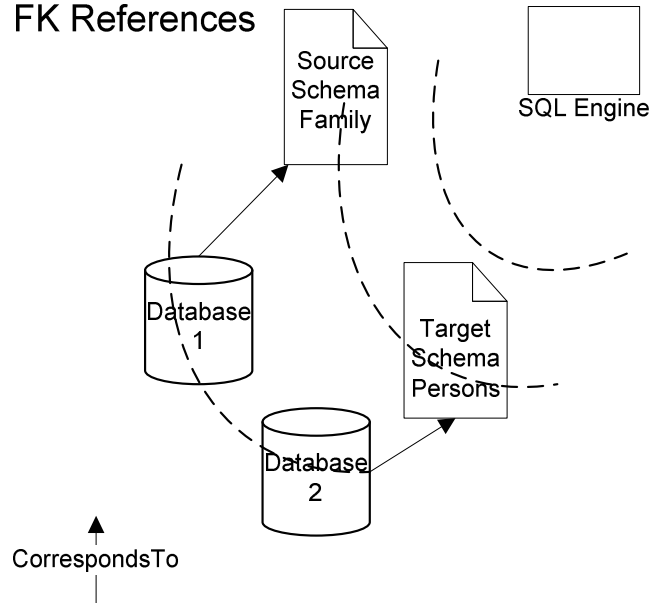 FK References
Source
Schema
Family
SQL Engine
Database
1
Target
Schema
Persons
Database
2
CorrespondsTo